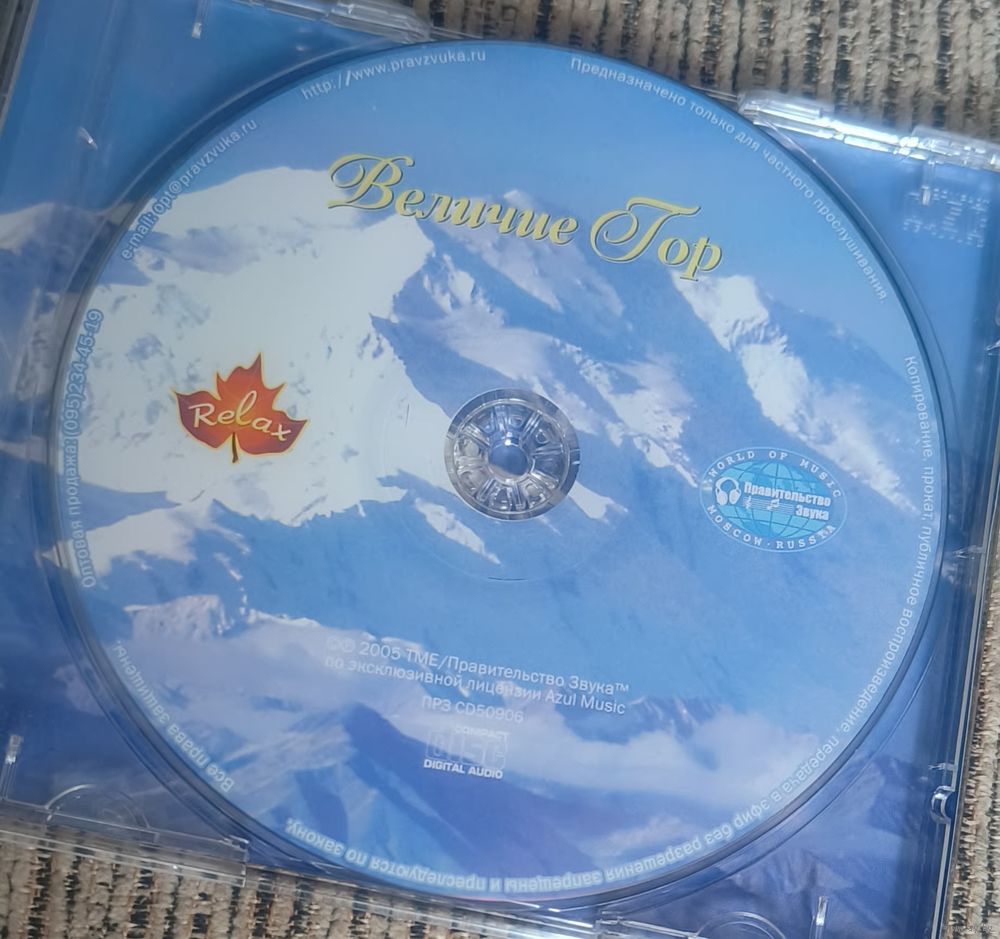 http://www.pravzvuka.ru
e-mail: opt@pravzvuka.ru
Оптовая продажа: (095)234-45-19
Предназначено только для частного прослушивания.
копирование, прокат, публичное воспроизведение, передача в эфир без разрешения запрещены и преследуются по закону.
Все права защищены
Величие Гор
Relax
WORLD OF MUSIC
Правительство
Звука
MOSCOW · RUSSIA
©℗ 2005 TME/Правительство Звука™
по эксклюзивной лицензии Azul Music
ПРЗ CD50906
COMPACT
disc
DIGITAL AUDIO